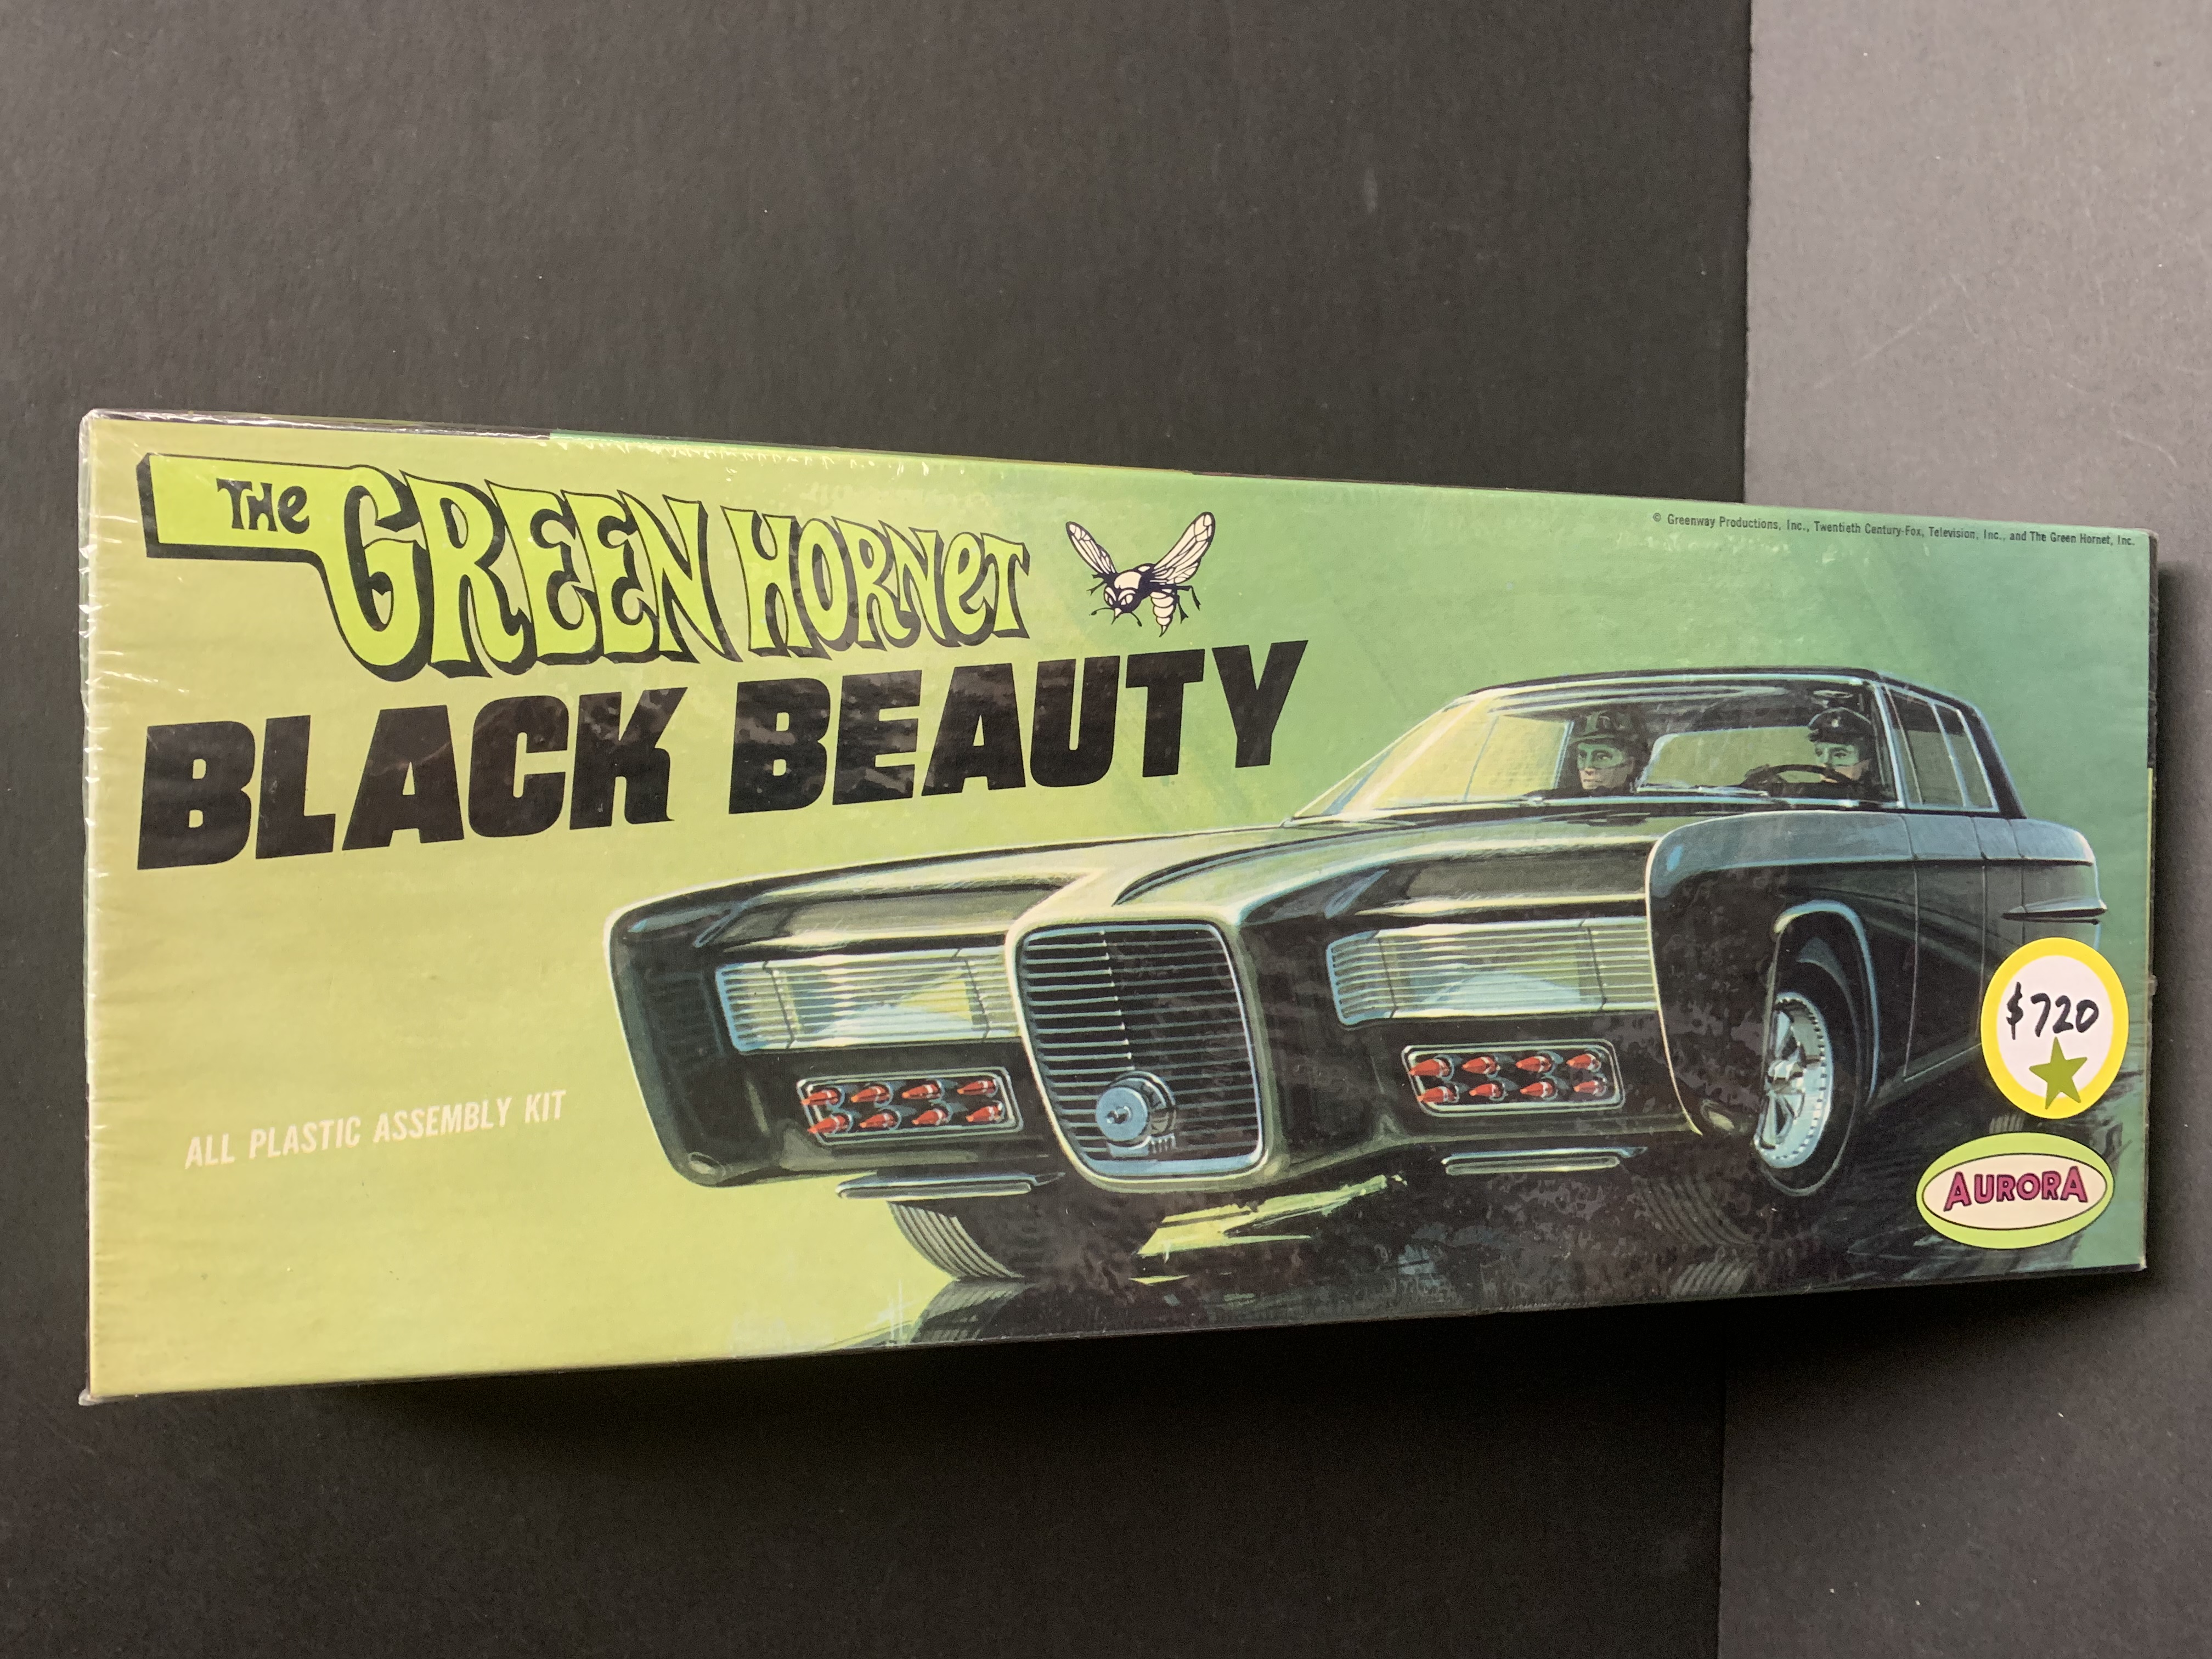 THE GREEN HORNET
© Greenway Productions, Inc., Twentieth Century-Fox, Television, Inc., and The Green Hornet, Inc.
BLACK BEAUTY
$720
ALL PLASTIC ASSEMBLY KIT
AURORA